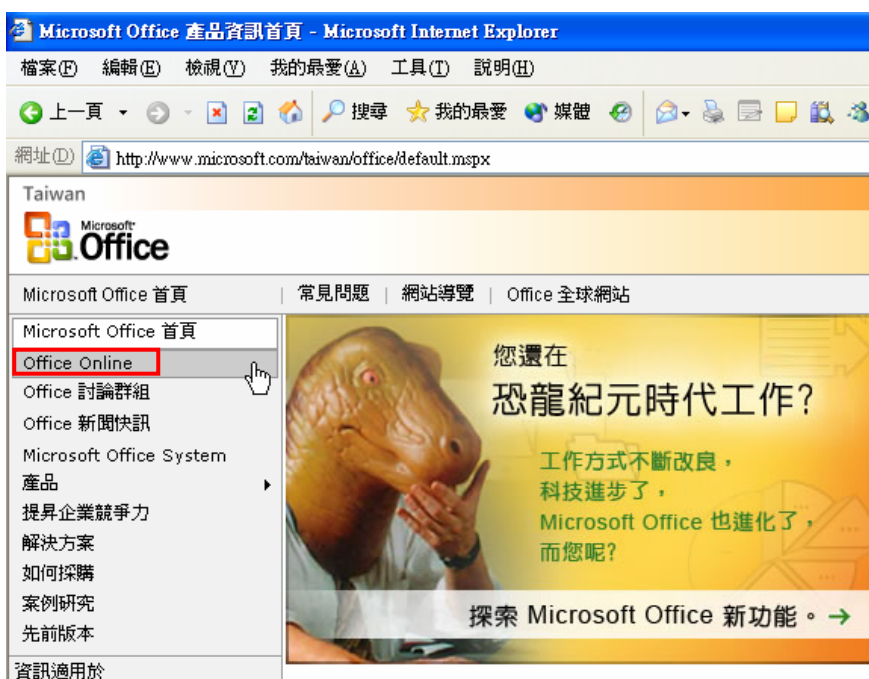 Microsoft Office 產品資訊首頁 - Microsoft Internet Explorer
檔案(F) 編輯(E) 檢視(V) 我的最愛(A) 工具(T) 說明(H)
上一頁 搜尋 我的最愛 媒體
網址(D) http://www.microsoft.com/taiwan/office/default.mspx
Taiwan
Microsoft
Office
Microsoft Office 首頁 | 常見問題 | 網站導覽 | Office 全球網站
Microsoft Office 首頁
Office Online
Office 討論群組
Office 新聞快訊
Microsoft Office System
產品
提昇企業競爭力
解決方案
如何採購
案例研究
先前版本
資訊適用於
您還在
恐龍紀元時代工作?
工作方式不斷改良，
科技進步了，
Microsoft Office 也進化了，
而您呢?
探索 Microsoft Office 新功能。→